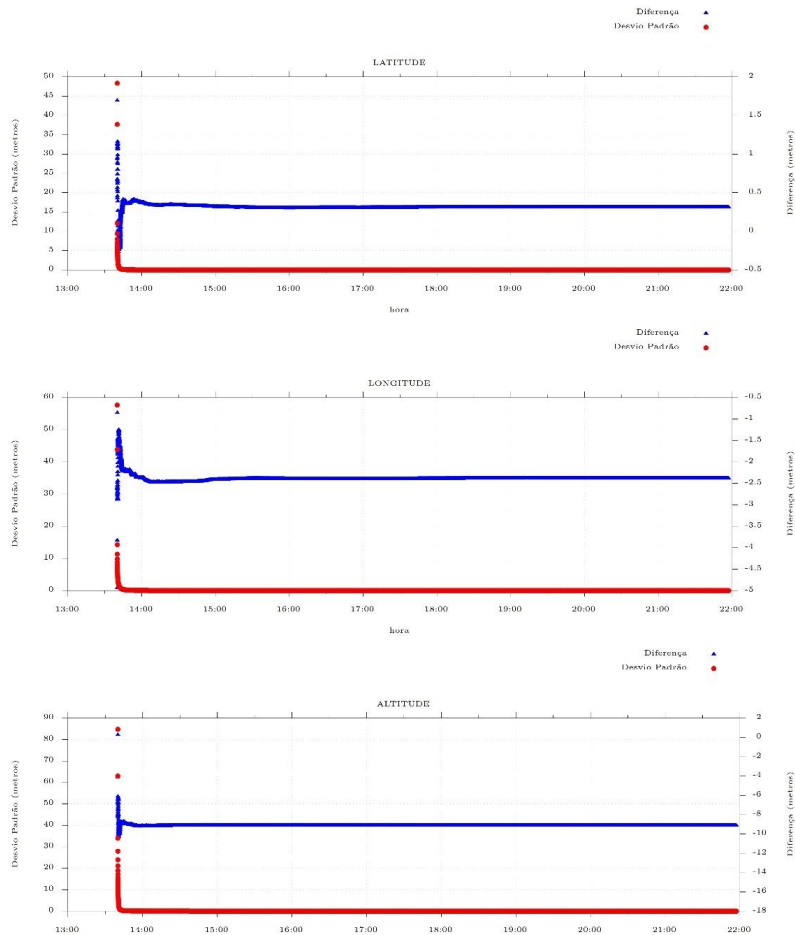 Diferença
Desvio Padrão
LATITUDE
50
45
40
35
30
25
20
15
10
5
0
2
1.5
1
0.5
0
-0.5
Desvio Padrão (metros)
Diferença (metros)
13:00 14:00 15:00 16:00 17:00 18:00 19:00 20:00 21:00 22:00
hora
Diferença
Desvio Padrão
LONGITUDE
60
50
40
30
20
10
0
-0.5
-1
-1.5
-2
-2.5
-3
-3.5
-4
-4.5
-5
Desvio Padrão (metros)
Diferença (metros)
13:00 14:00 15:00 16:00 17:00 18:00 19:00 20:00 21:00 22:00
hora
Diferença
Desvio Padrão
ALTITUDE
90
80
70
60
50
40
30
20
10
0
2
0
-2
-4
-6
-8
-10
-12
-14
-16
-18
Desvio Padrão (metros)
Diferença (metros)
13:00 14:00 15:00 16:00 17:00 18:00 19:00 20:00 21:00 22:00